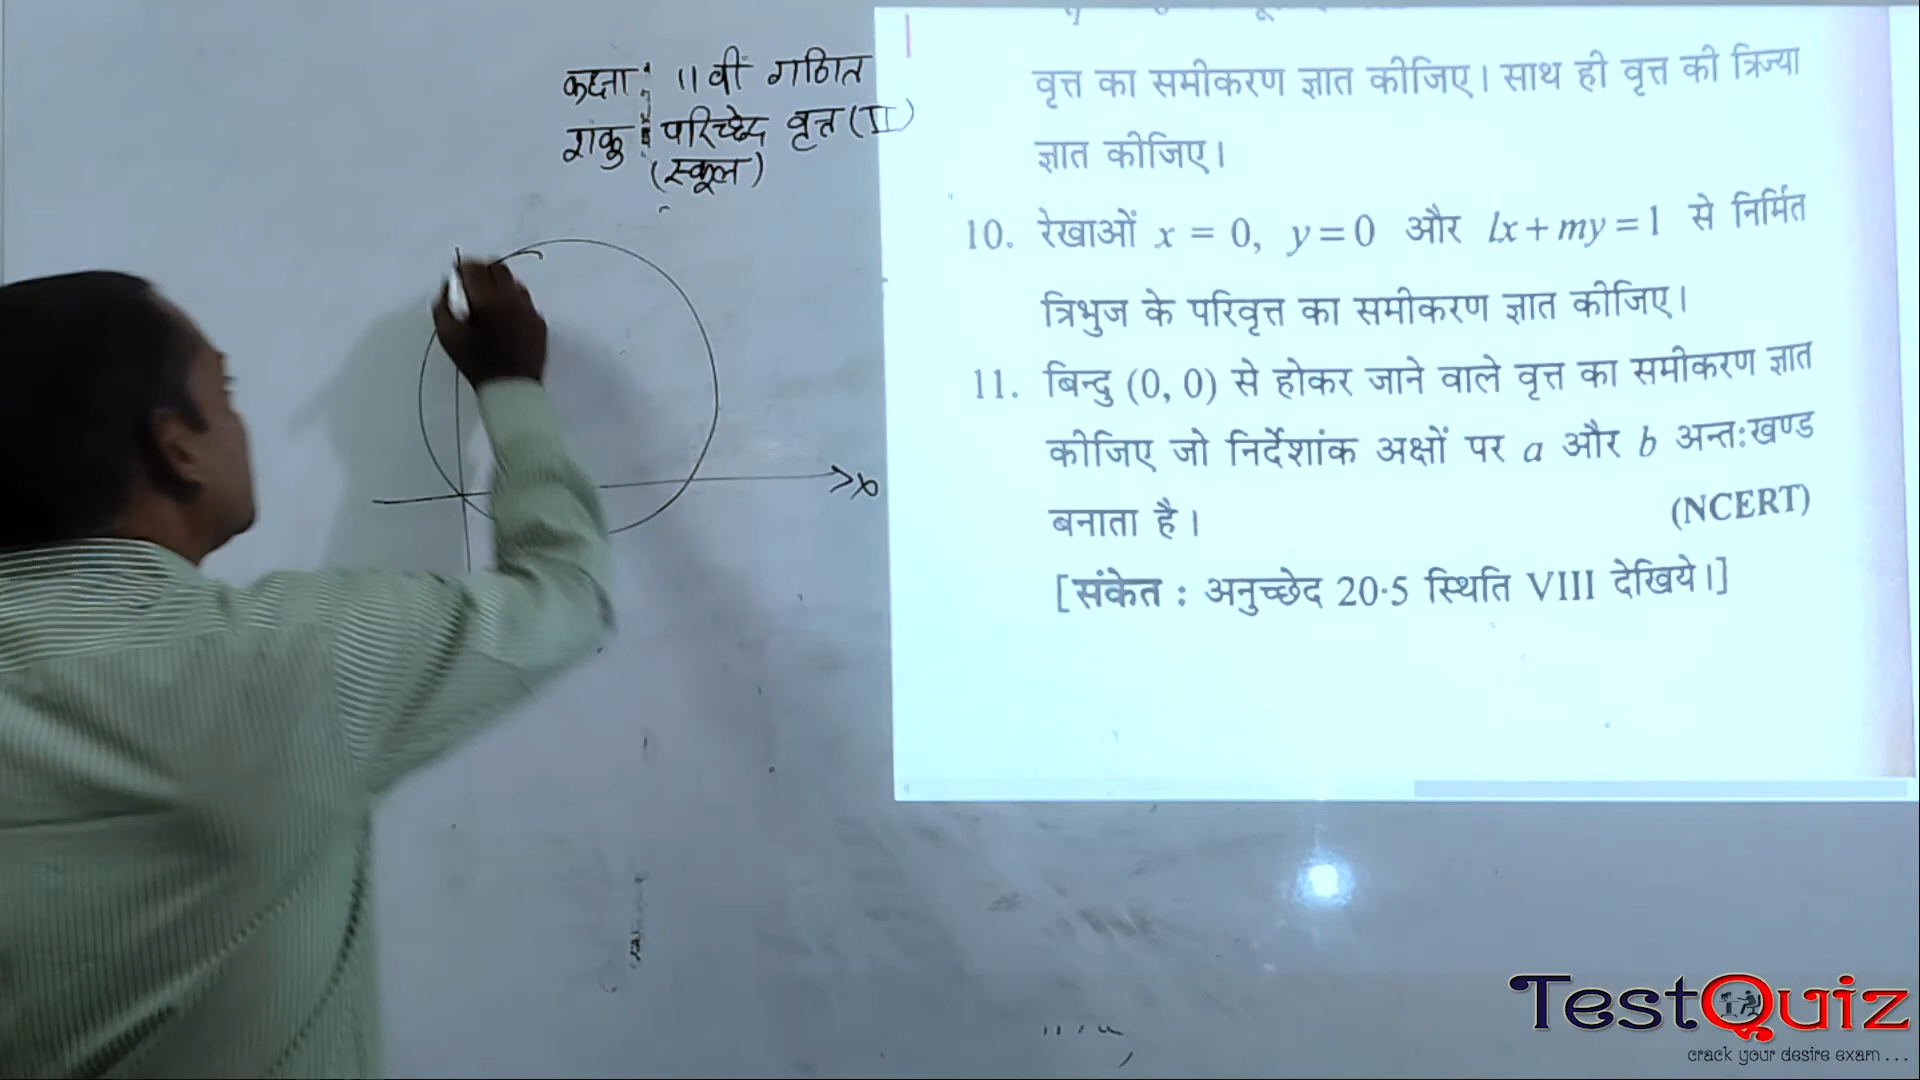 कक्षा : 11वी गणित
शंकु परिच्छेद वृत्त (II)
(स्कूल)
x
वृत्त का समीकरण ज्ञात कीजिए। साथ ही वृत्त की त्रिज्या
ज्ञात कीजिए।
10. रेखाओं x = 0, y = 0 और lx + my = 1 से निर्मित
त्रिभुज के परिवृत्त का समीकरण ज्ञात कीजिए।
11. बिन्दु (0, 0) से होकर जाने वाले वृत्त का समीकरण ज्ञात
कीजिए जो निर्देशांक अक्षों पर a और b अन्त:खण्ड
बनाता है। (NCERT)
[संकेत : अनुच्छेद 20·5 स्थिति VIII देखिये।]
TestQuiz
crack your desire exam . . .